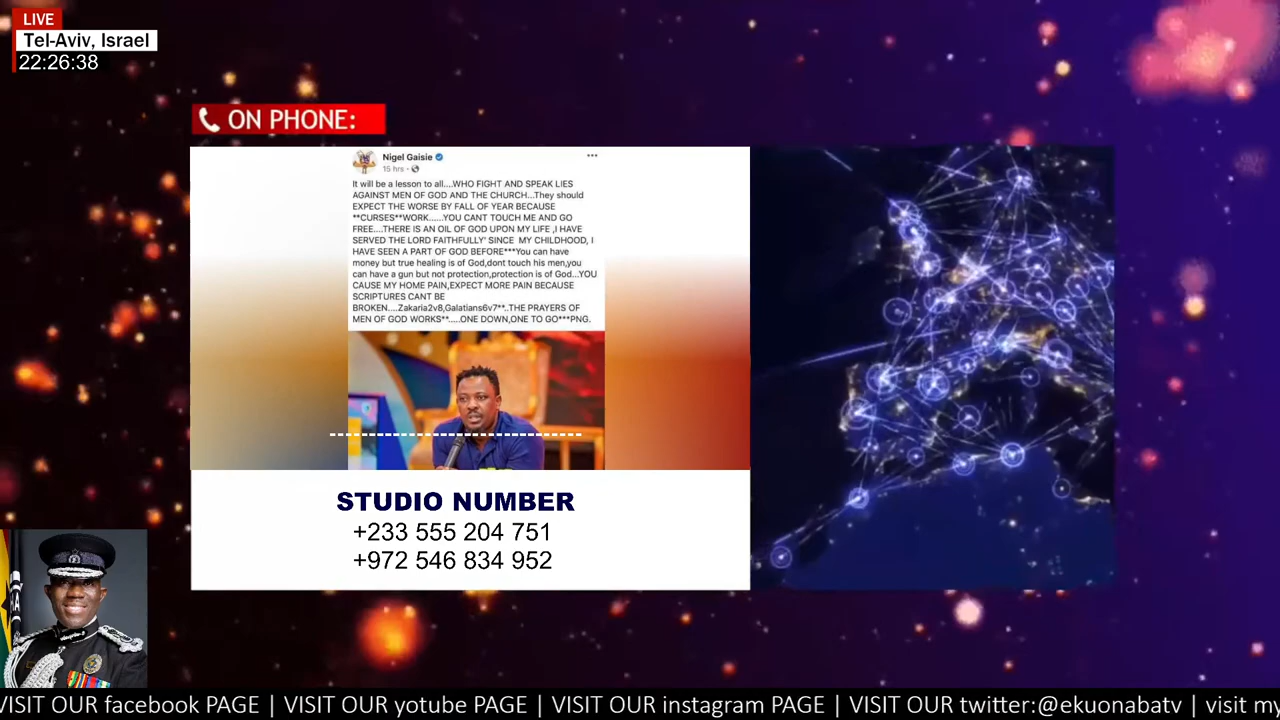 LIVE
Tel-Aviv, Israel
22:26:38
ON PHONE:
Nigel Gaisie
15 hrs ·
It will be a lesson to all....WHO FIGHT AND SPEAK LIES
AGAINST MEN OF GOD AND THE CHURCH...They should
EXPECT THE WORSE BY FALL OF YEAR BECAUSE
**CURSES**WORK......YOU CANT TOUCH ME AND GO
FREE....THERE IS AN OIL OF GOD UPON MY LIFE ,I HAVE
SERVED THE LORD FAITHFULLY' SINCE MY CHILDHOOD, I
HAVE SEEN A PART OF GOD BEFORE***You can have
money but true healing is of God,dont touch his men,you
can have a gun but not protection,protection is of God...YOU
CAUSE MY HOME PAIN,EXPECT MORE PAIN BECAUSE
SCRIPTURES CANT BE
BROKEN....Zakaria2v8,Galatians6v7**..THE PRAYERS OF
MEN OF GOD WORKS**.....ONE DOWN,ONE TO GO***PNG.
STUDIO NUMBER
+233 555 204 751
+972 546 834 952
VISIT OUR facebook PAGE | VISIT OUR yotube PAGE | VISIT OUR instagram PAGE | VISIT OUR twitter:@ekuonabatv | visit my